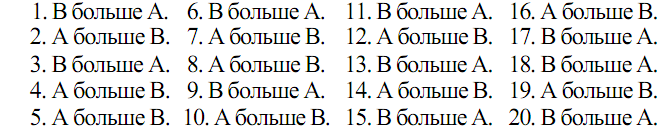 1. В больше А. 6. В больше А. 11. В больше А. 16. А больше В.
2. А больше В. 7. А больше В. 12. А больше В. 17. В больше А.
3. В больше А. 8. А больше В. 13. В больше А. 18. В больше А.
4. А больше В. 9. В больше А. 14. А больше В. 19. А больше В.
5. А больше В. 10. А больше В. 15. В больше А. 20. В больше А.